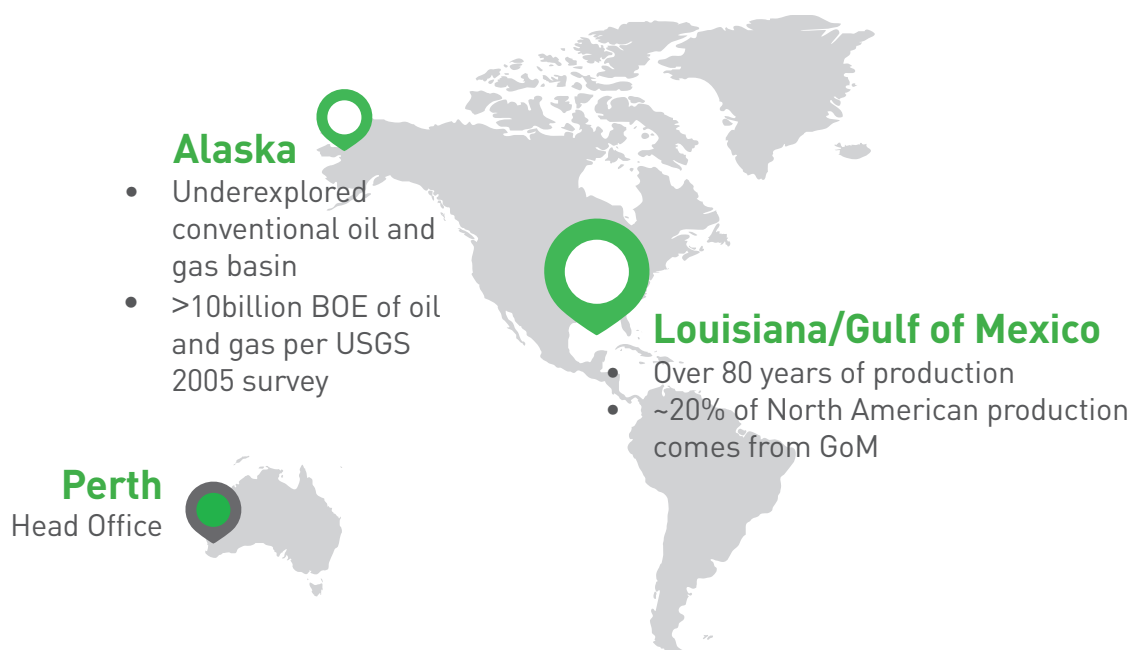 Alaska
• Underexplored
conventional oil and
gas basin
• >10billion BOE of oil
and gas per USGS
2005 survey
Louisiana/Gulf of Mexico
• Over 80 years of production
• ~20% of North American production
comes from GoM
Perth
Head Office